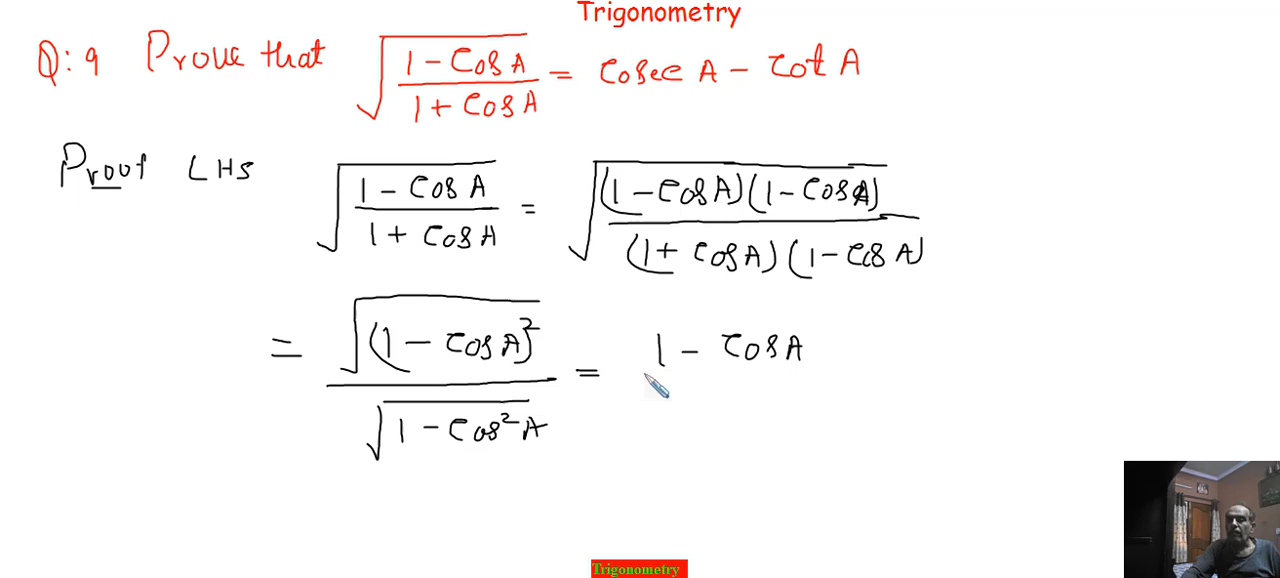 Trigonometry
Q: 9 Prove that √((1 - Cos A)/(1 + Cos A)) = Cosec A - Cot A
Proof LHS √((1 - Cos A)/(1 + Cos A)) = √((1 - Cos A)(1 - Cos A)/(1 + Cos A)(1 - Cos A))
= √(1 - Cos A)²/√(1 - Cos² A) = 1 - Cos A
Trigonometry